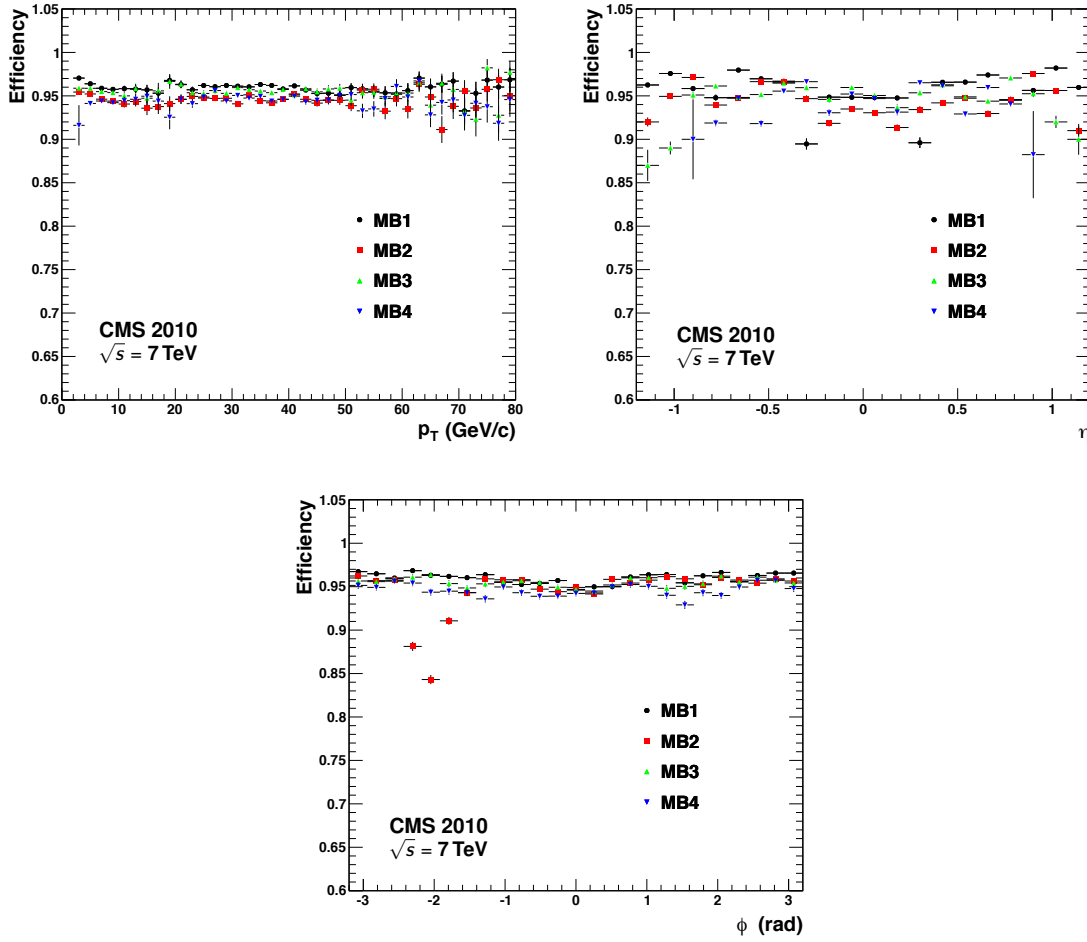 Efficiency
1.05
1
0.95
0.9
0.85
0.8
0.75
0.7
0.65
0.6
0 10 20 30 40 50 60 70 80
p_T (GeV/c)
MB1
MB2
MB3
MB4
CMS 2010
√s = 7 TeV
Efficiency
1.05
1
0.95
0.9
0.85
0.8
0.75
0.7
0.65
0.6
-1 -0.5 0 0.5 1
MB1
MB2
MB3
MB4
CMS 2010
√s = 7 TeV
Efficiency
1.05
1
0.95
0.9
0.85
0.8
0.75
0.7
0.65
0.6
-3 -2 -1 0 1 2 3
ϕ (rad)
MB1
MB2
MB3
MB4
CMS 2010
√s = 7 TeV